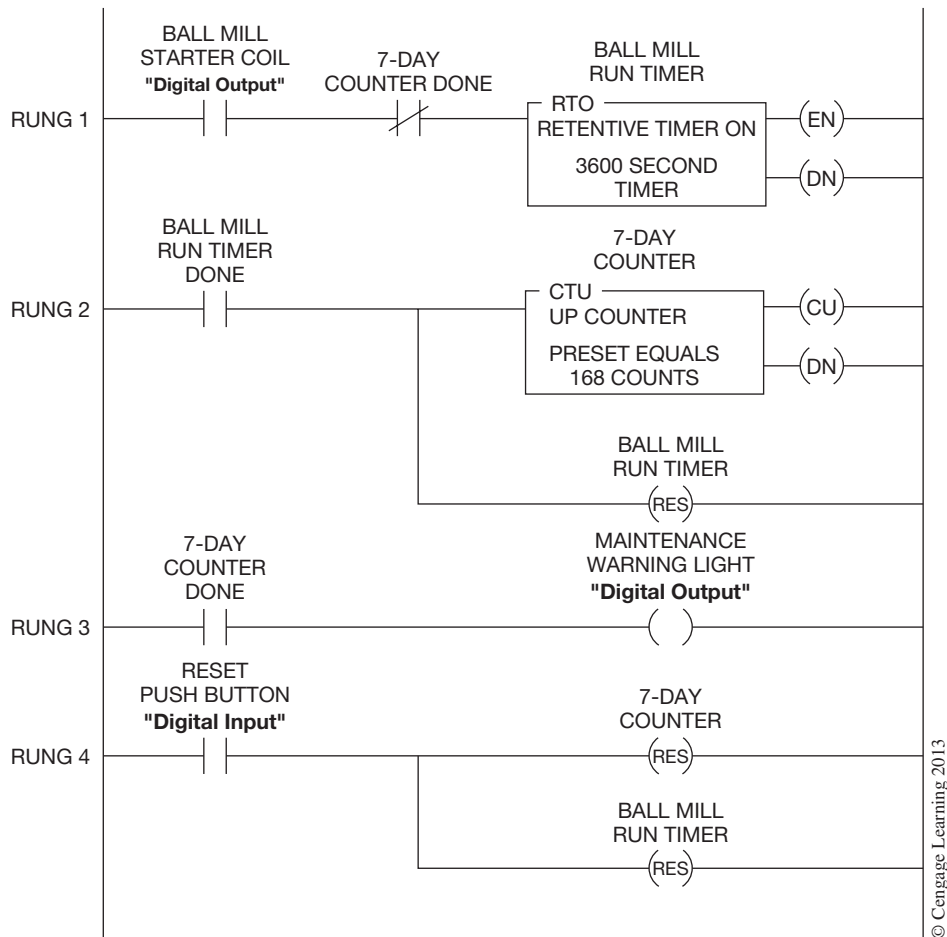 BALL MILL
STARTER COIL
"Digital Output"
7-DAY
COUNTER DONE
BALL MILL
RUN TIMER
RUNG 1
RTO
RETENTIVE TIMER ON
3600 SECOND
TIMER
EN
DN
BALL MILL
RUN TIMER
DONE
7-DAY
COUNTER
RUNG 2
CTU
UP COUNTER
PRESET EQUALS
168 COUNTS
CU
DN
BALL MILL
RUN TIMER
RES
7-DAY
COUNTER
DONE
MAINTENANCE
WARNING LIGHT
"Digital Output"
RUNG 3
RESET
PUSH BUTTON
"Digital Input"
7-DAY
COUNTER
RUNG 4
RES
BALL MILL
RUN TIMER
RES
© Cengage Learning 2013